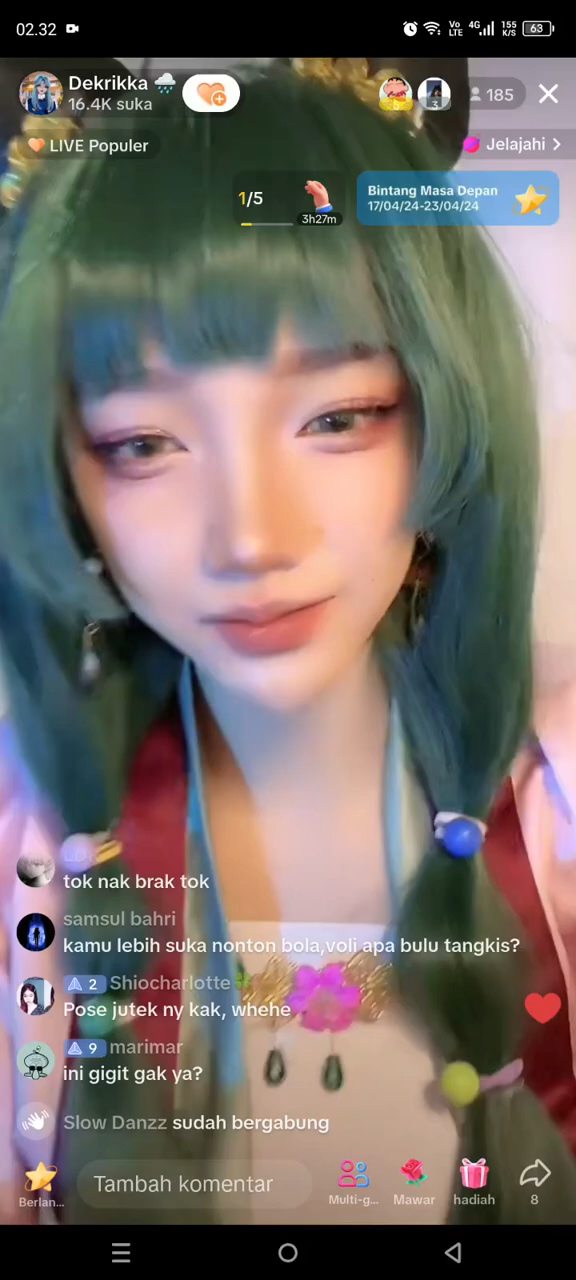 02.32
Vo LTE
4G
155 K/S
63
Dekrikka
16.4K suka
3
185
LIVE Populer
Jelajahi
1/5
3h27m
Bintang Masa Depan
17/04/24-23/04/24
tok nak brak tok
samsul bahri
kamu lebih suka nonton bola,voli apa bulu tangkis?
2 Shiocharlotte
Pose jutek ny kak, whehe
9 marimar
ini gigit gak ya?
Slow Danzz sudah bergabung
Berlan...
Tambah komentar
Multi-g...
Mawar
hadiah
8